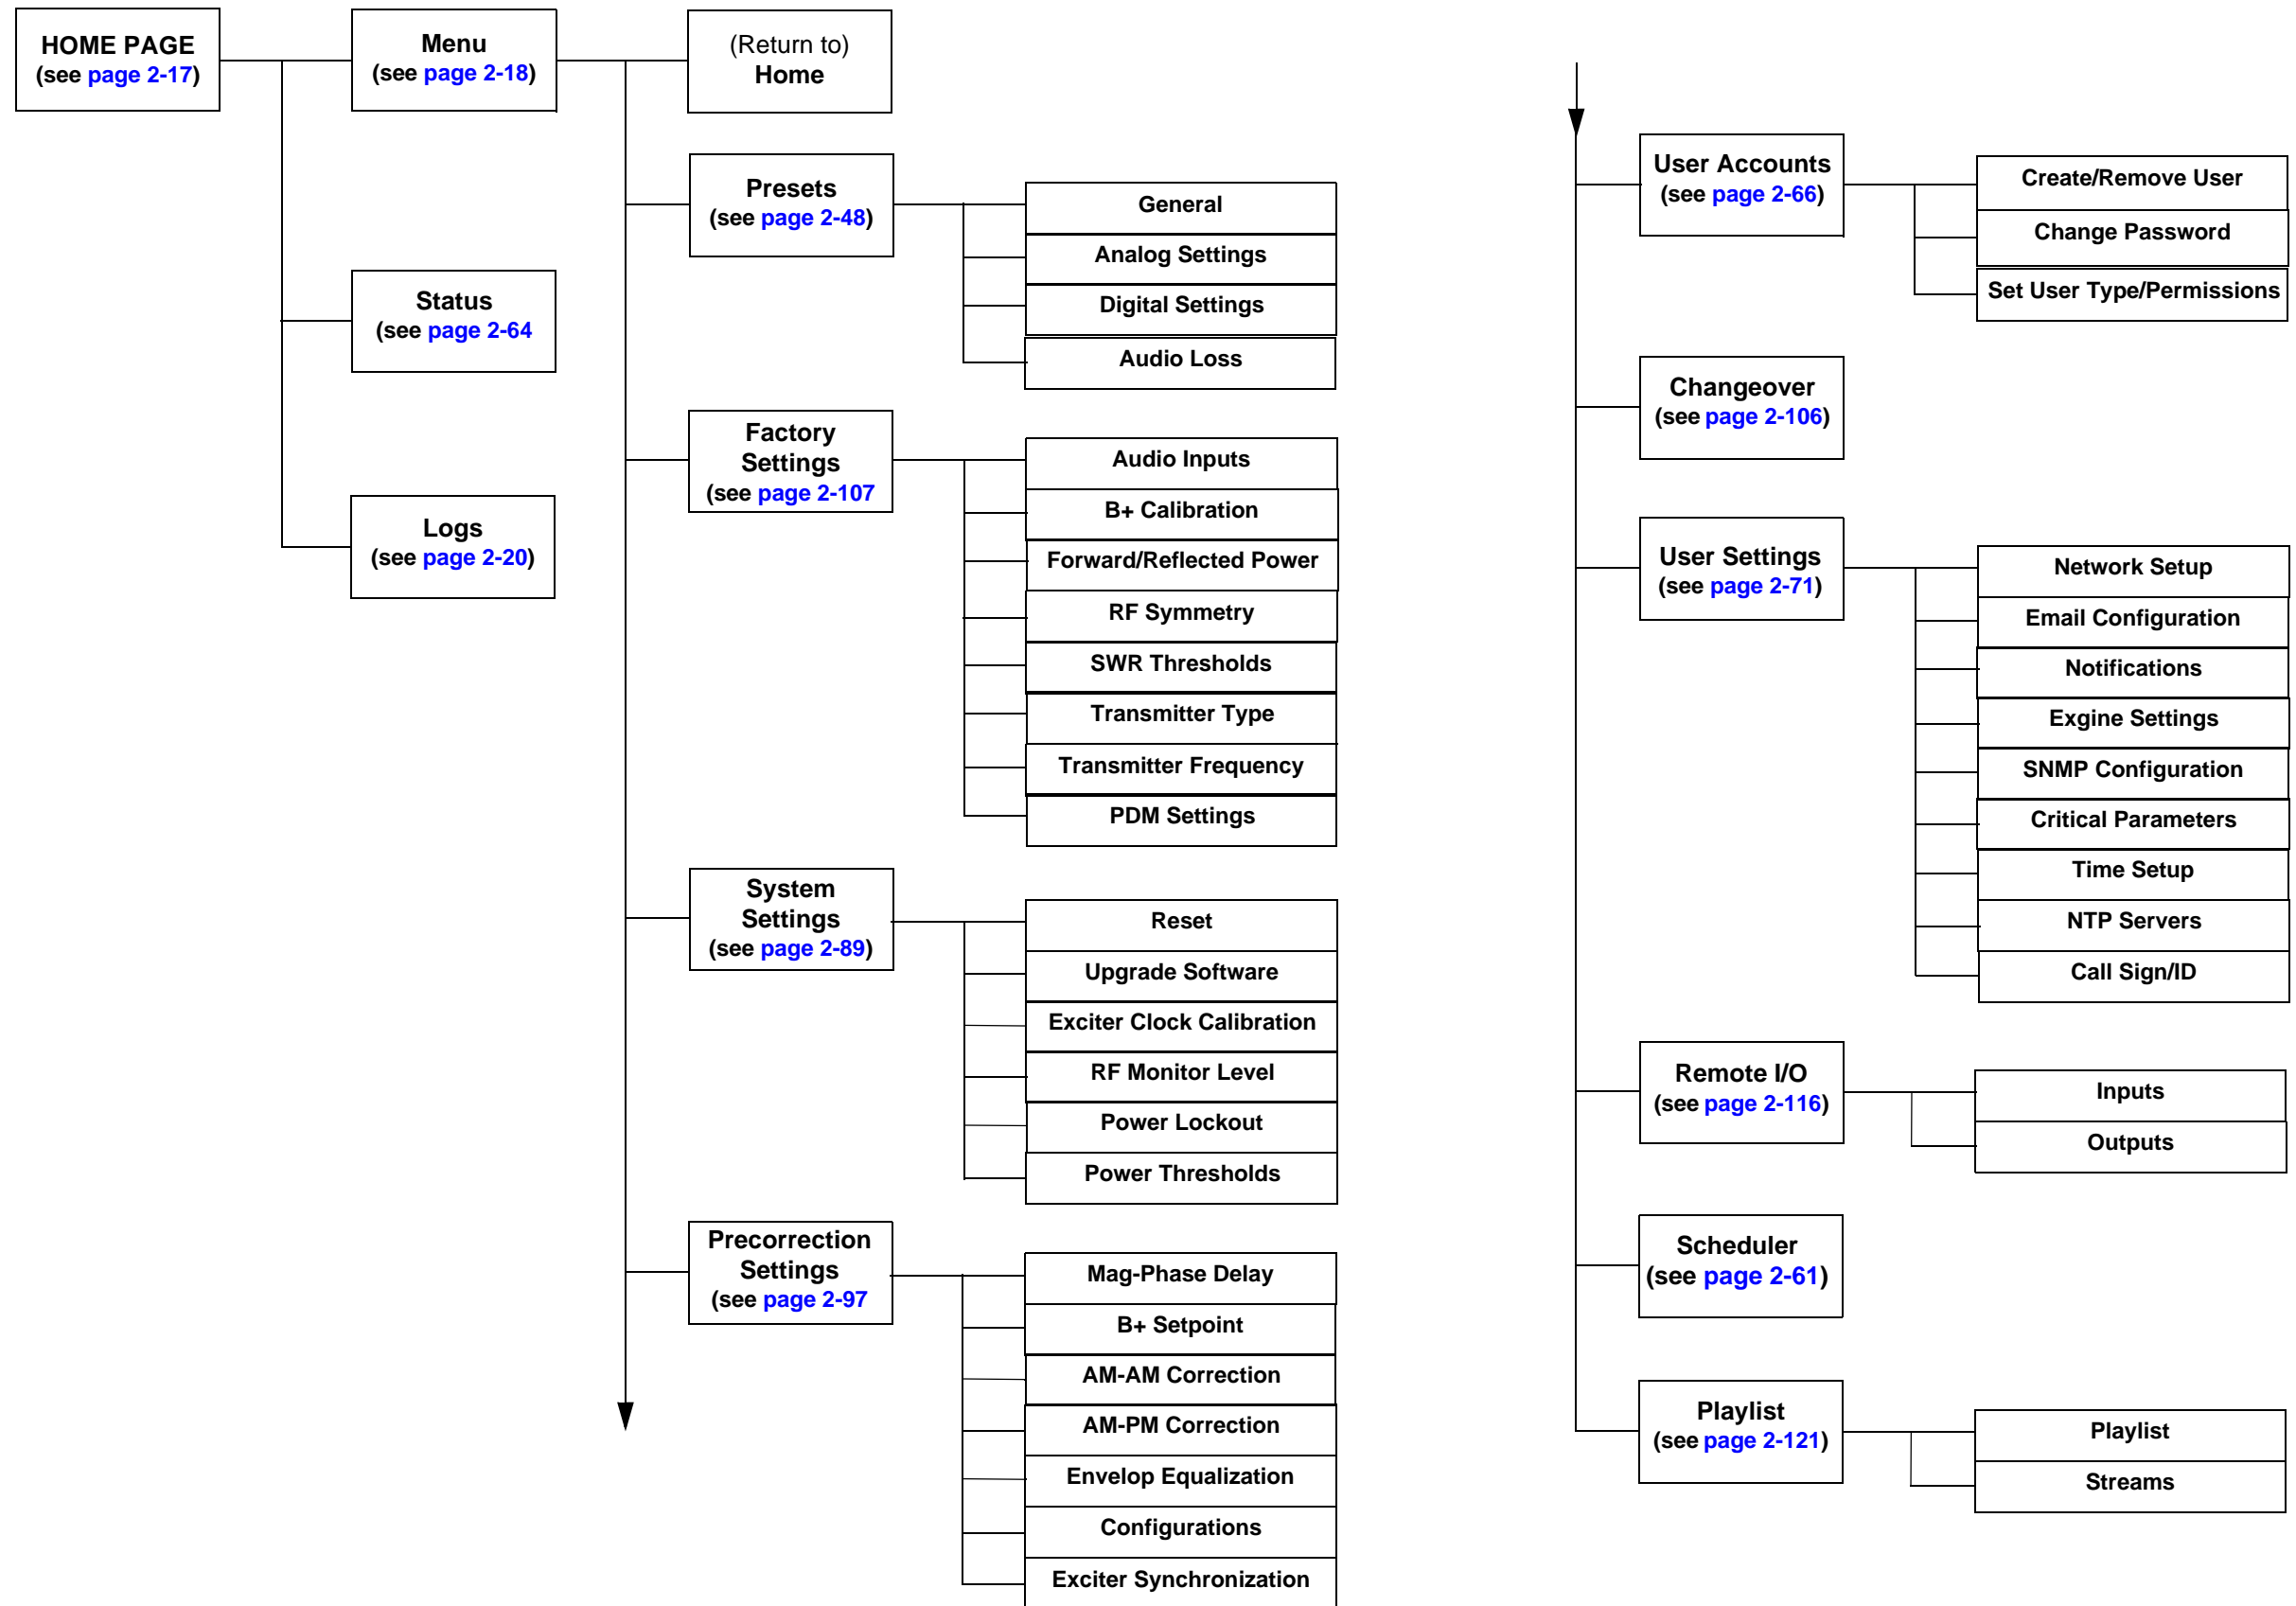 HOME PAGE
(see page 2-17)
Menu
(see page 2-18)
Status
(see page 2-64
Logs
(see page 2-20)
(Return to)
Home
Presets
(see page 2-48)
General
Analog Settings
Digital Settings
Audio Loss
Factory
Settings
(see page 2-107
Audio Inputs
B+ Calibration
Forward/Reflected Power
RF Symmetry
SWR Thresholds
Transmitter Type
Transmitter Frequency
PDM Settings
System
Settings
(see page 2-89)
Reset
Upgrade Software
Exciter Clock Calibration
RF Monitor Level
Power Lockout
Power Thresholds
Precorrection
Settings
(see page 2-97
Mag-Phase Delay
B+ Setpoint
AM-AM Correction
AM-PM Correction
Envelop Equalization
Configurations
Exciter Synchronization
User Accounts
(see page 2-66)
Create/Remove User
Change Password
Set User Type/Permissions
Changeover
(see page 2-106)
User Settings
(see page 2-71)
Network Setup
Email Configuration
Notifications
Exgine Settings
SNMP Configuration
Critical Parameters
Time Setup
NTP Servers
Call Sign/ID
Remote I/O
(see page 2-116)
Inputs
Outputs
Scheduler
(see page 2-61)
Playlist
(see page 2-121)
Playlist
Streams